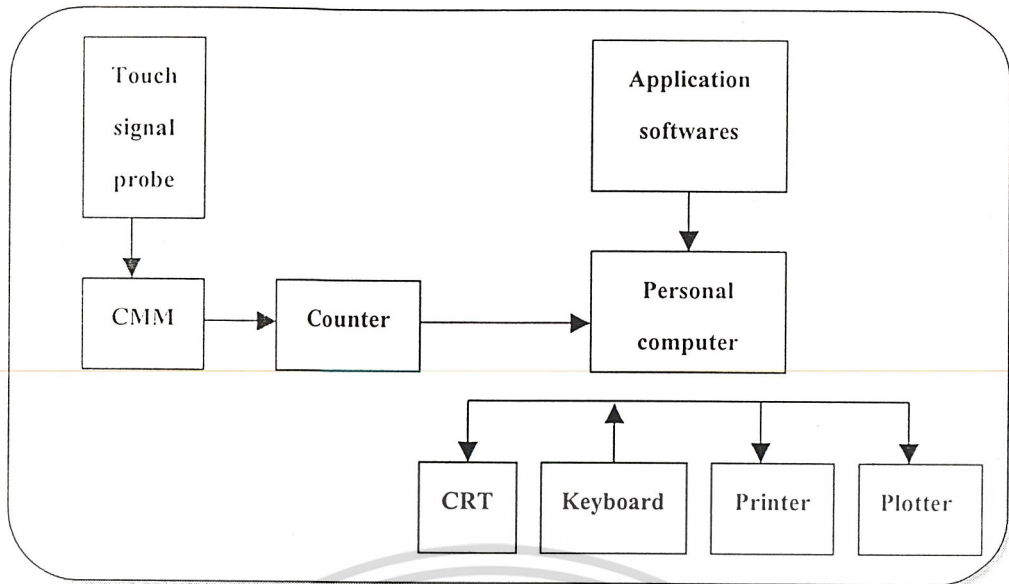 Touch
signal
probe
Application
softwares
CMM
Counter
Personal
computer
CRT
Keyboard
Printer
Plotter